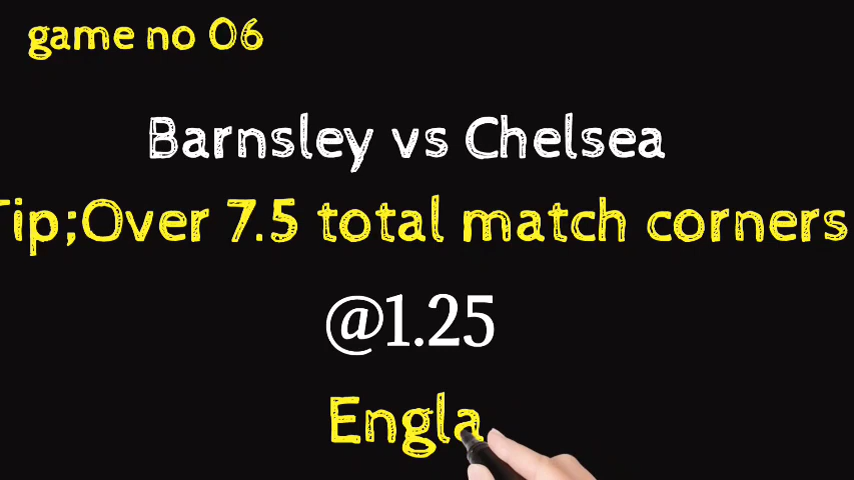 game no 06
Barnsley vs Chelsea
Tip;Over 7.5 total match corners
@1.25
Engla